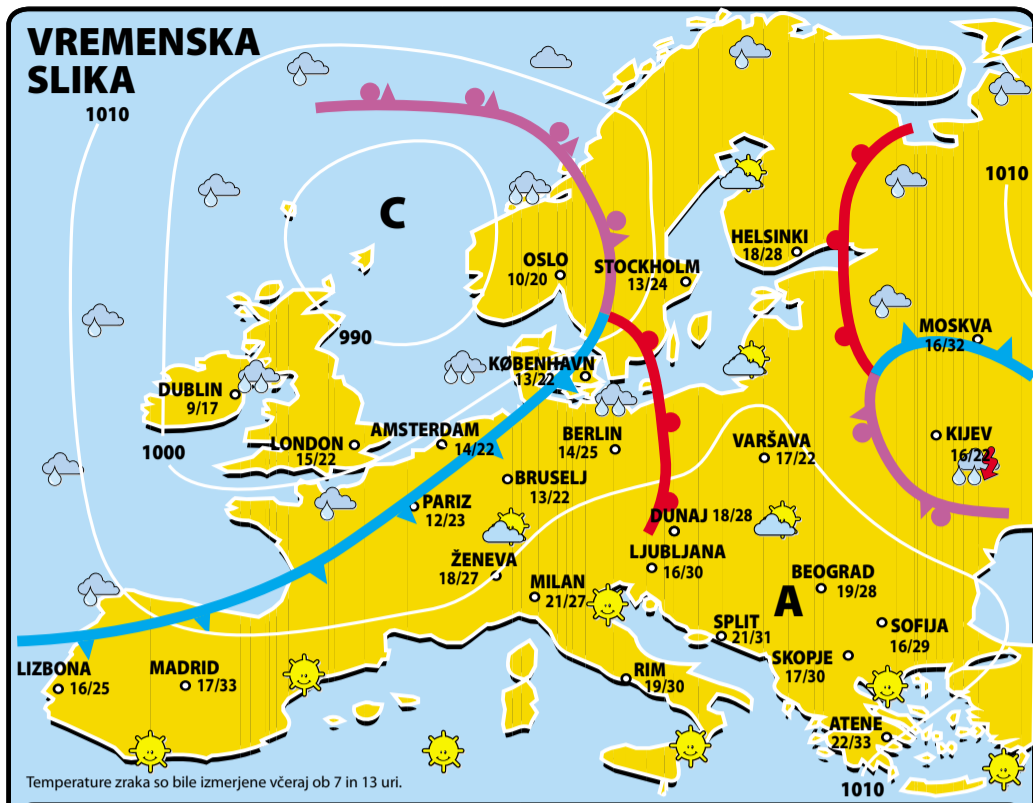 VREMENSKA
SLIKA
1010
C
1010
HELSINKI
18/28
OSLO
10/20
STOCKHOLM
13/24
990
MOSKVA
16/32
KØBENHAVN
13/22
DUBLIN
9/17
1000
LONDON
15/22
AMSTERDAM
14/22
BERLIN
14/25
VARŠAVA
17/22
KIJEV
16/22
BRUSELJ
13/22
PARIZ
12/23
DUNAJ 18/28
LJUBLJANA
16/30
ŽENEVA
18/27
MILAN
21/27
BEOGRAD
19/28
A
SPLIT
21/31
SOFIJA
16/29
SKOPJE
17/30
LIZBONA
16/25
MADRID
17/33
RIM
19/30
ATENE
22/33
Temperature zraka so bile izmerjene včeraj ob 7 in 13 uri.
1010